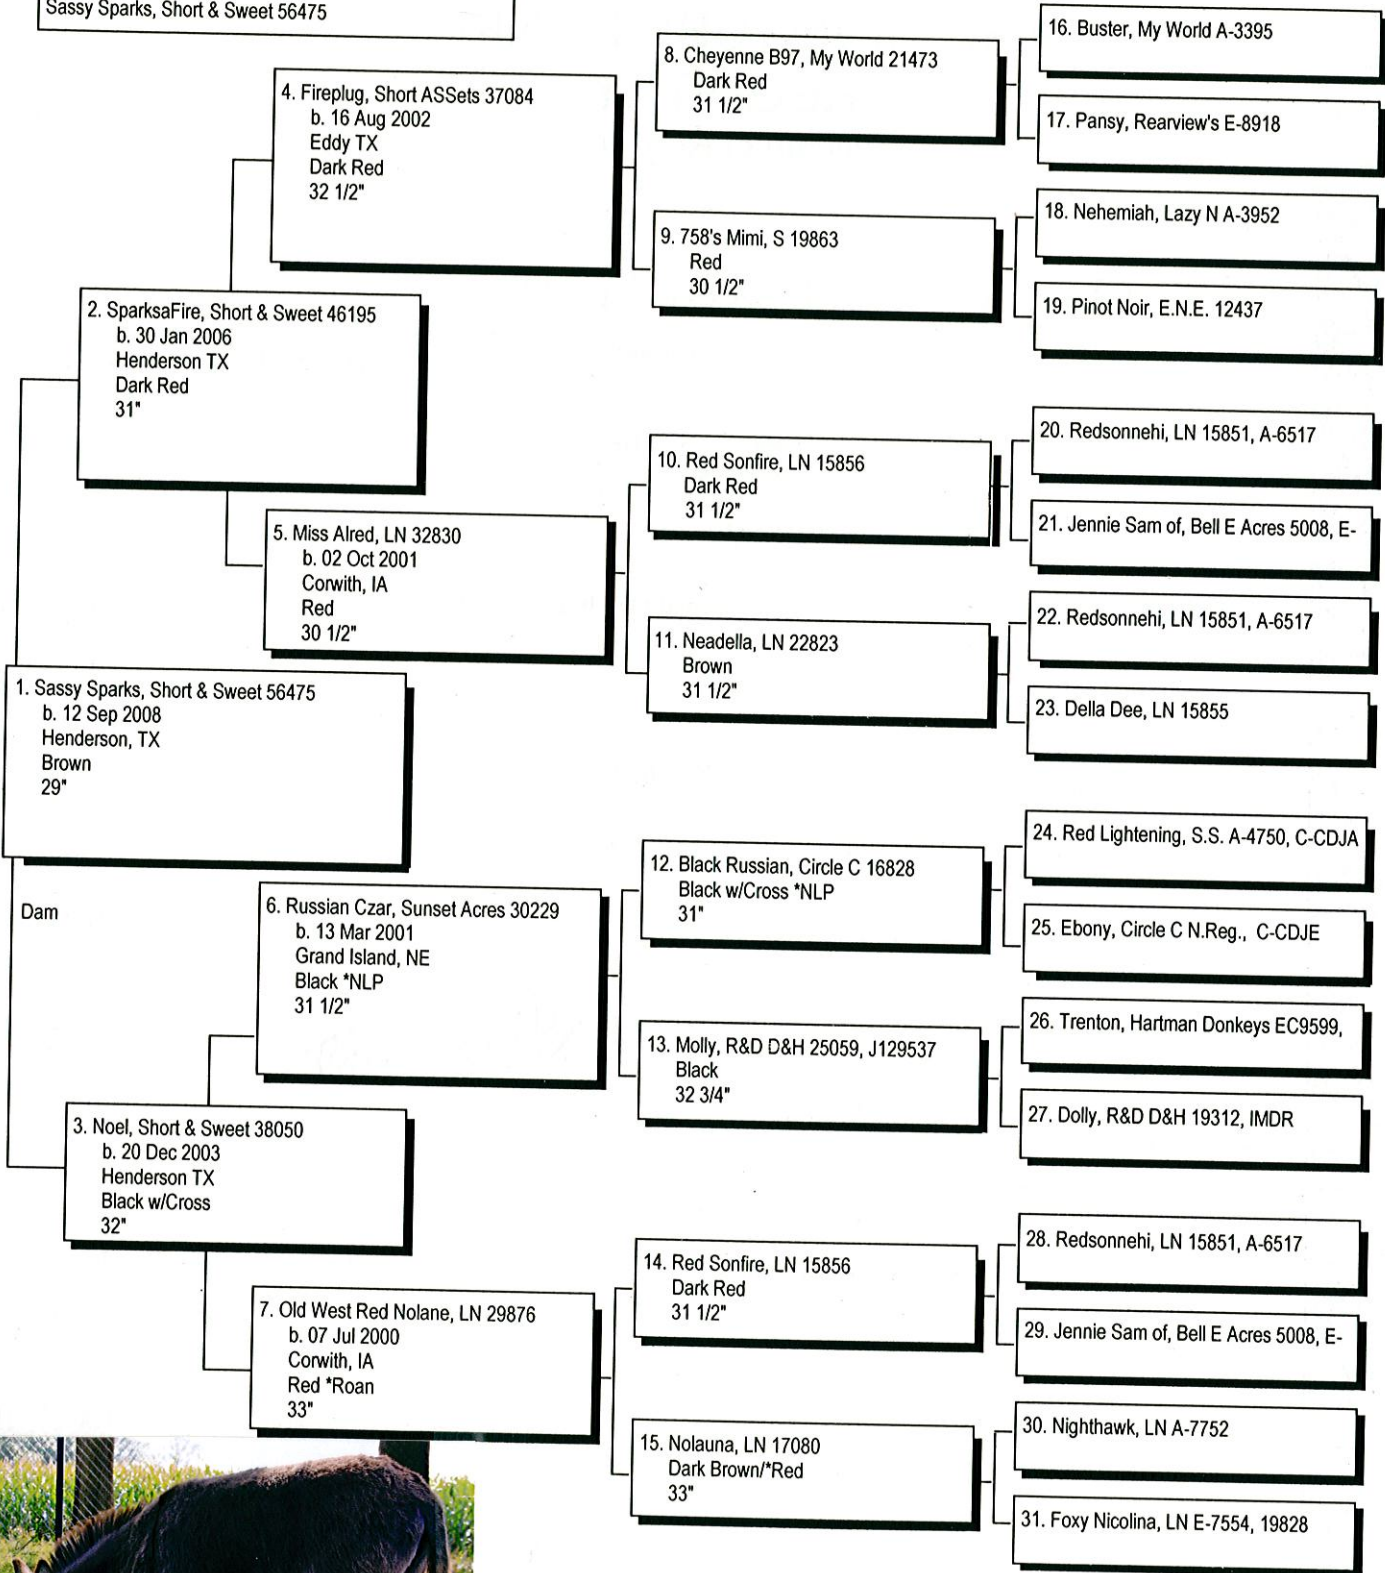 Sassy Sparks, Short & Sweet 56475
16. Buster, My World A-3395
8. Cheyenne B97, My World 21473
Dark Red
31 1/2"
4. Fireplug, Short ASSets 37084
b. 16 Aug 2002
Eddy TX
Dark Red
32 1/2"
17. Pansy, Rearview's E-8918
18. Nehemiah, Lazy N A-3952
9. 758's Mimi, S 19863
Red
30 1/2"
19. Pinot Noir, E.N.E. 12437
2. SparksaFire, Short & Sweet 46195
b. 30 Jan 2006
Henderson TX
Dark Red
31"
20. Redsonnehi, LN 15851, A-6517
10. Red Sonfire, LN 15856
Dark Red
31 1/2"
21. Jennie Sam of, Bell E Acres 5008, E-
5. Miss Alred, LN 32830
b. 02 Oct 2001
Corwith, IA
Red
30 1/2"
22. Redsonnehi, LN 15851, A-6517
11. Neadella, LN 22823
Brown
31 1/2"
23. Della Dee, LN 15855
1. Sassy Sparks, Short & Sweet 56475
b. 12 Sep 2008
Henderson, TX
Brown
29"
24. Red Lightening, S.S. A-4750, C-CDJA
12. Black Russian, Circle C 16828
Black w/Cross *NLP
31"
25. Ebony, Circle C N.Reg., C-CDJE
Dam
6. Russian Czar, Sunset Acres 30229
b. 13 Mar 2001
Grand Island, NE
Black *NLP
31 1/2"
26. Trenton, Hartman Donkeys EC9599,
13. Molly, R&D D&H 25059, J129537
Black
32 3/4"
27. Dolly, R&D D&H 19312, IMDR
3. Noel, Short & Sweet 38050
b. 20 Dec 2003
Henderson TX
Black w/Cross
32"
28. Redsonnehi, LN 15851, A-6517
14. Red Sonfire, LN 15856
Dark Red
31 1/2"
29. Jennie Sam of, Bell E Acres 5008, E-
7. Old West Red Nolane, LN 29876
b. 07 Jul 2000
Corwith, IA
Red *Roan
33"
30. Nighthawk, LN A-7752
15. Nolauna, LN 17080
Dark Brown/*Red
33"
31. Foxy Nicolina, LN E-7554, 19828